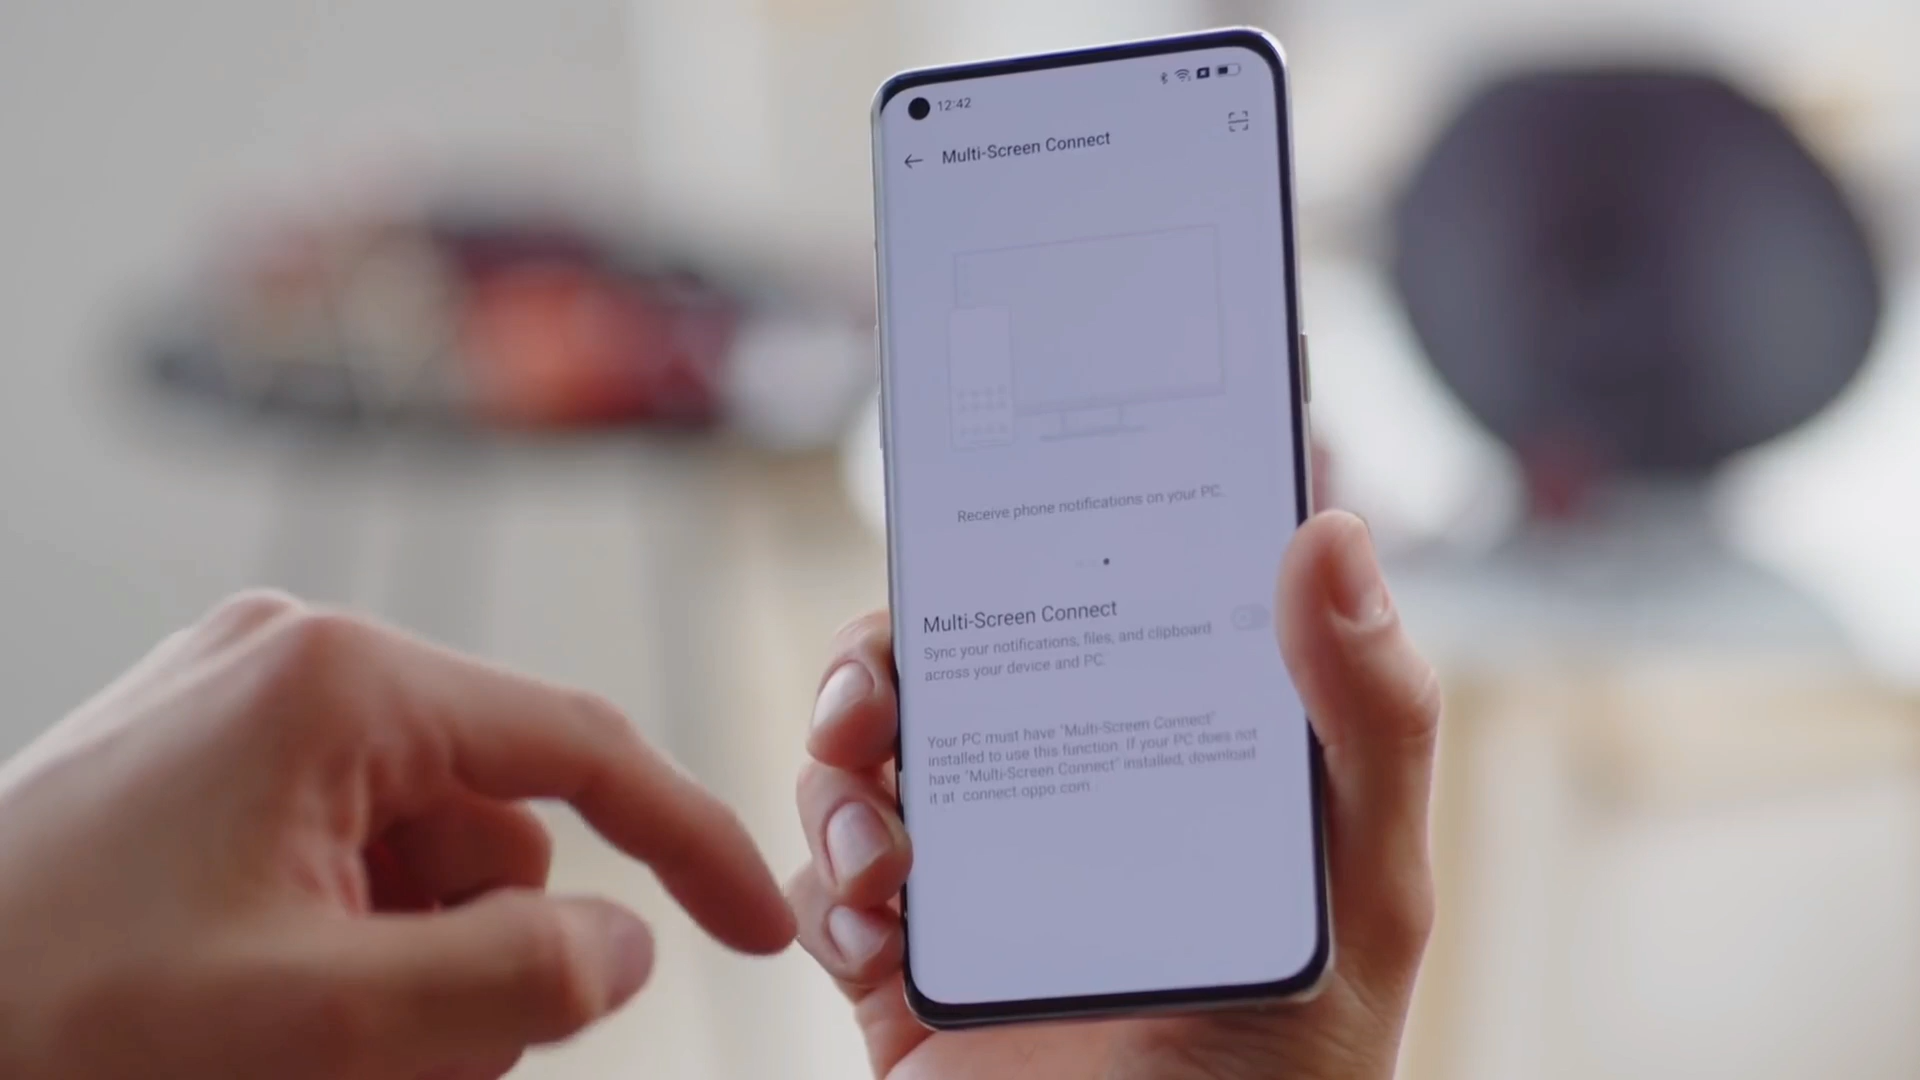 12:42
Multi-Screen Connect
Receive phone notifications on your PC.
Multi-Screen Connect
Sync your notifications, files, and clipboard
across your device and PC.
Your PC must have "Multi-Screen Connect"
installed to use this function. If your PC does not
have "Multi-Screen Connect" installed, download
it at connect.oppo.com.